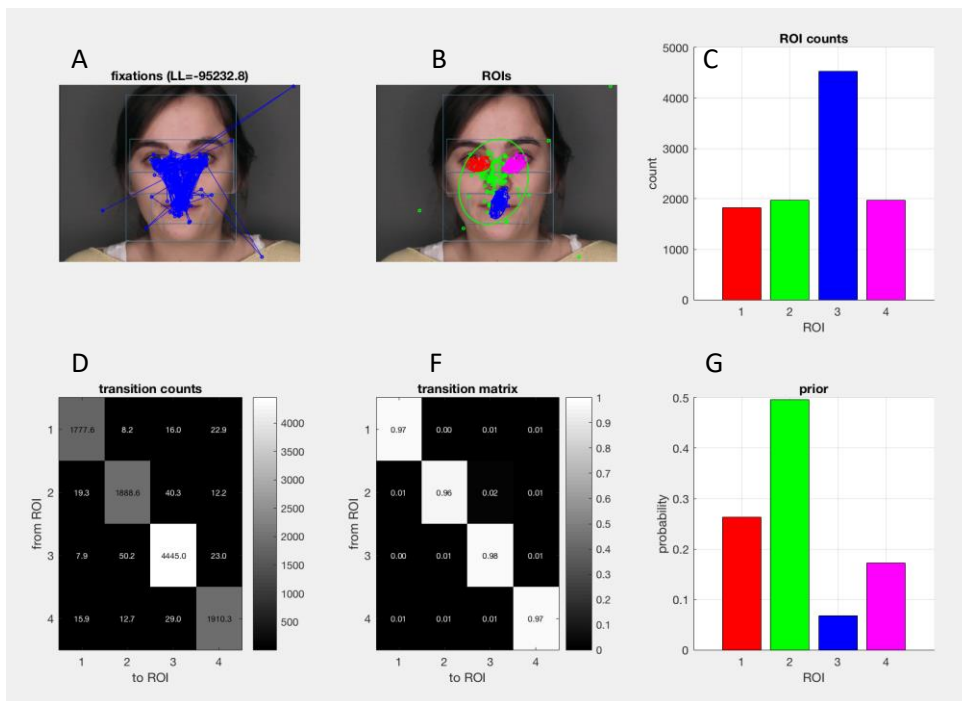 A
fixations (LL=-95232.8)
B
ROIs
C
ROI counts
5000
4000
3000
2000
1000
0
count
1 2 3 4
ROI
D
transition counts
1 1777.6 8.2 16.0 22.9
2 19.3 1888.6 40.3 12.2
3 7.9 50.2 4445.0 23.0
4 15.9 12.7 29.0 1910.3
from ROI
1 2 3 4
to ROI
4000
3500
3000
2500
2000
1500
1000
500
F
transition matrix
1 0.97 0.00 0.01 0.01
2 0.01 0.96 0.02 0.01
3 0.00 0.01 0.98 0.01
4 0.01 0.01 0.01 0.97
from ROI
1 2 3 4
to ROI
1
0.9
0.8
0.7
0.6
0.5
0.4
0.3
0.2
0.1
0
G
prior
0.5
0.4
0.3
0.2
0.1
0
probability
1 2 3 4
ROI